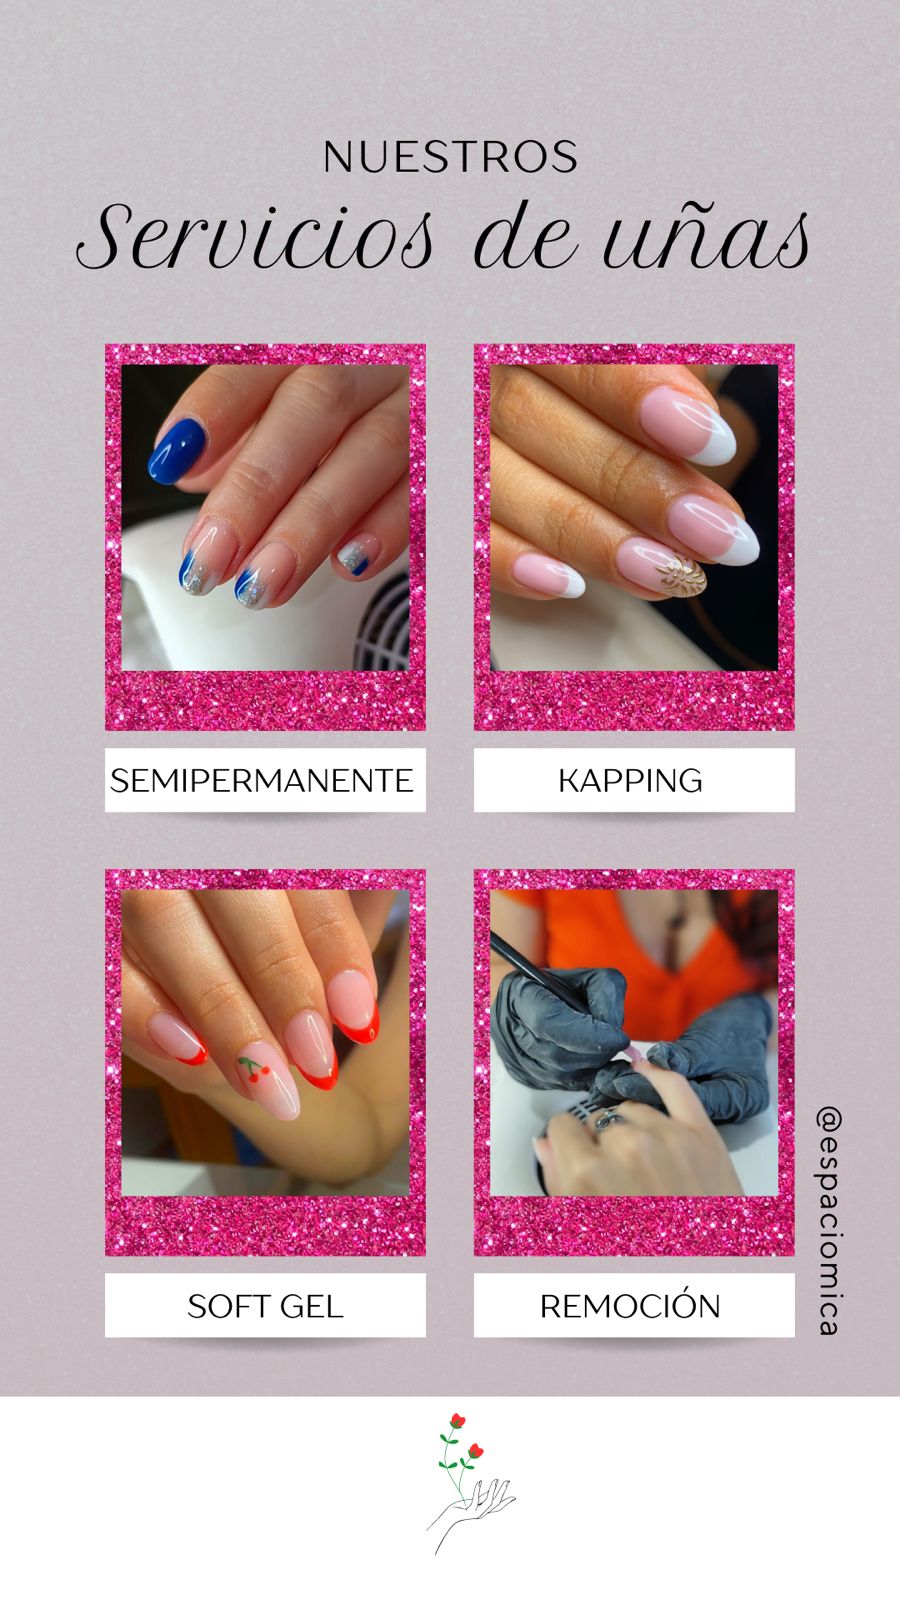 NUESTROS
Servicios de uñas
SEMIPERMANENTE
KAPPING
SOFT GEL
REMOCIÓN
@espaciomica